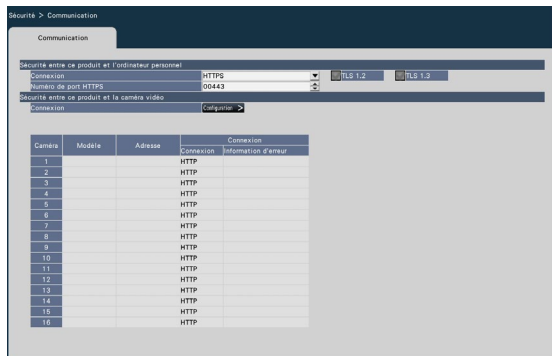 Sécurité > Communication
Communication
Sécurité entre ce produit et l'ordinateur personnel
Connexion HTTPS TLS 1.2 TLS 1.3
Numéro de port HTTPS 00443
Sécurité entre ce produit et la caméra vidéo
Connexion Configuration >
Connexion
Caméra Modèle Adresse Connexion Information d'erreur
1 HTTP
2 HTTP
3 HTTP
4 HTTP
5 HTTP
6 HTTP
7 HTTP
8 HTTP
9 HTTP
10 HTTP
11 HTTP
12 HTTP
13 HTTP
14 HTTP
15 HTTP
16 HTTP